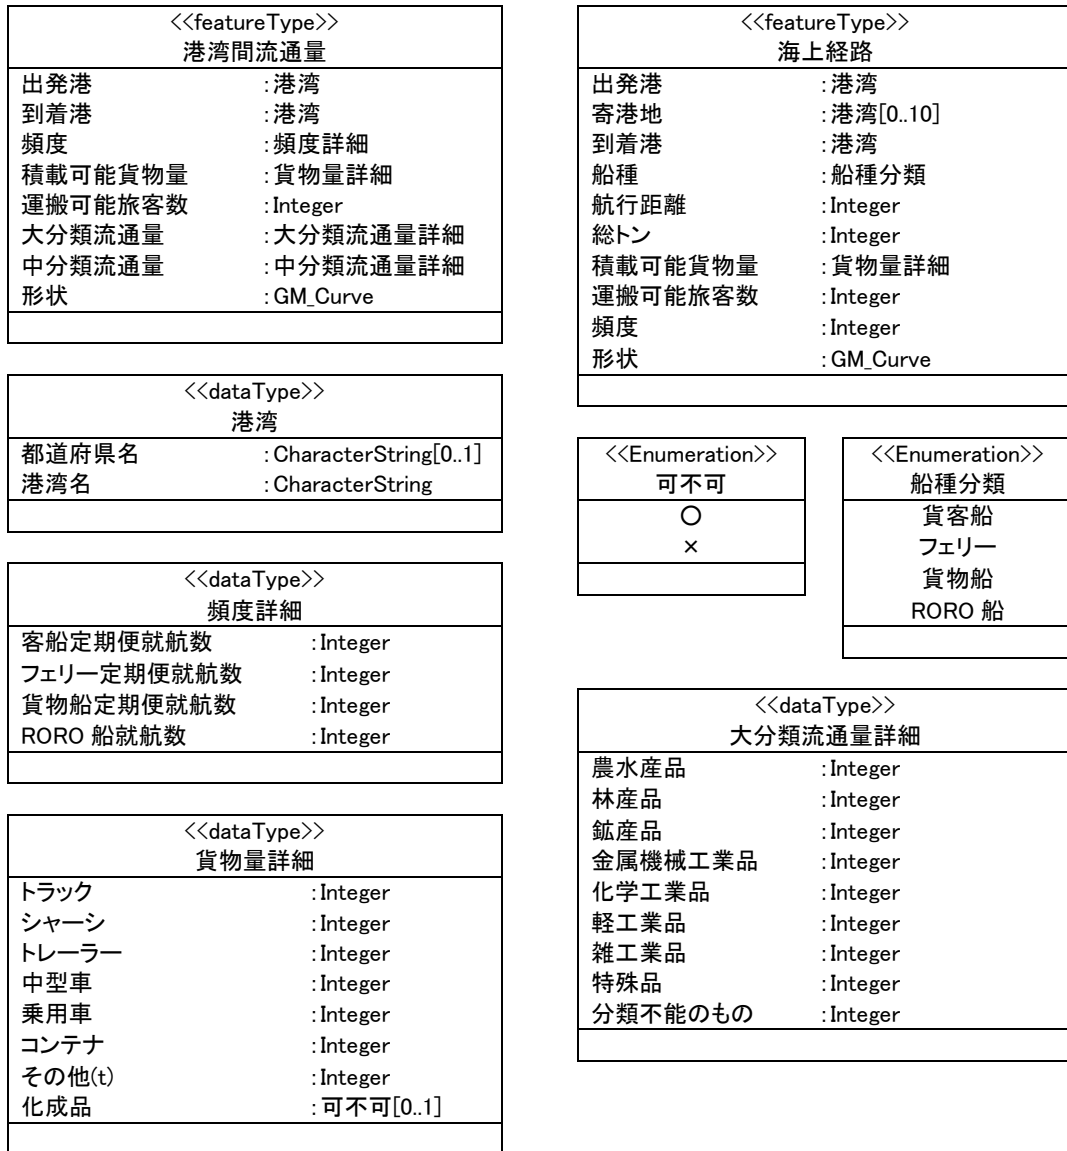 <<featureType>>
港湾間流通量
出発港 :港湾
到着港 :港湾
頻度 :頻度詳細
積載可能貨物量 :貨物量詳細
運搬可能旅客数 :Integer
大分類流通量 :大分類流通量詳細
中分類流通量 :中分類流通量詳細
形状 :GM_Curve
<<dataType>>
港湾
都道府県名 :CharacterString[0..1]
港湾名 :CharacterString
<<dataType>>
頻度詳細
客船定期便就航数 :Integer
フェリー定期便就航数 :Integer
貨物船定期便就航数 :Integer
RORO 船就航数 :Integer
<<dataType>>
貨物量詳細
トラック :Integer
シャーシ :Integer
トレーラー :Integer
中型車 :Integer
乗用車 :Integer
コンテナ :Integer
その他(t) :Integer
化成品 :可不可[0..1]
<<featureType>>
海上経路
出発港 :港湾
寄港地 :港湾[0..10]
到着港 :港湾
船種 :船種分類
航行距離 :Integer
総トン :Integer
積載可能貨物量 :貨物量詳細
運搬可能旅客数 :Integer
頻度 :Integer
形状 :GM_Curve
<<Enumeration>>
可不可
○
×
<<Enumeration>>
船種分類
貨客船
フェリー
貨物船
RORO 船
<<dataType>>
大分類流通量詳細
農水産品 :Integer
林産品 :Integer
鉱産品 :Integer
金属機械工業品 :Integer
化学工業品 :Integer
軽工業品 :Integer
雑工業品 :Integer
特殊品 :Integer
分類不能のもの :Integer